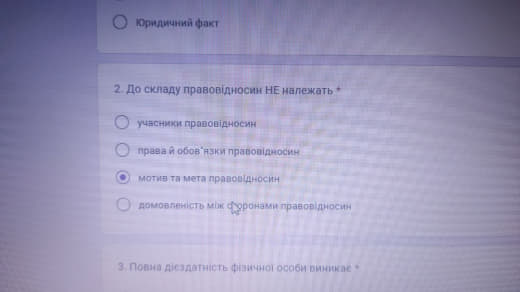 Юридичний факт
2. До складу правовідносин НЕ належать *
учасники правовідносин
права й обов'язки правовідносин
мотив та мета правовідносин
домовленість між сторонами правовідносин
3. Повна дієздатність фізичної особи виникає *